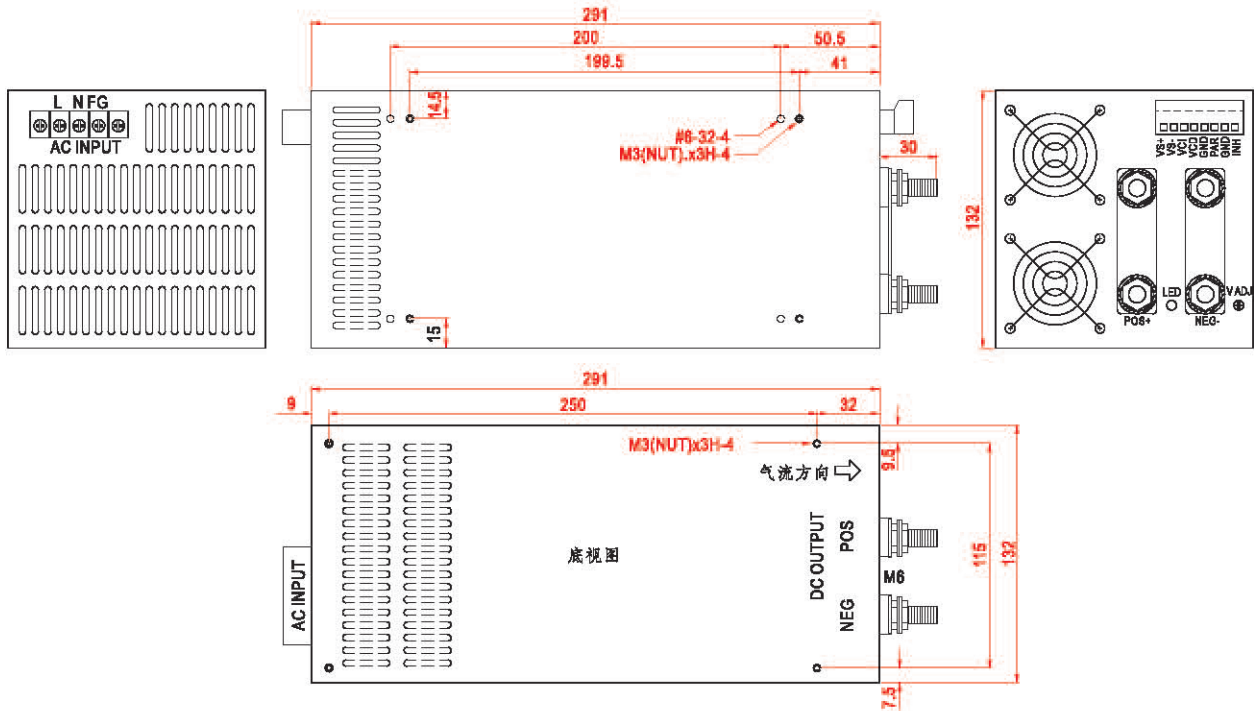 291
200
50.5
199.5
41
L N FG
AC INPUT
14.5
#6-32-4
M3(NUT).x3H-4
30
15
132
VS+
VS-
VCI
VCD
GND
PAR
GND
INH
LED
V ADJ
POS+
NEG-
291
9
250
32
M3(NUT)x3H-4
9.5
气流方向
底视图
AC INPUT
DC OUTPUT
POS
NEG
M6
115
132
7.5